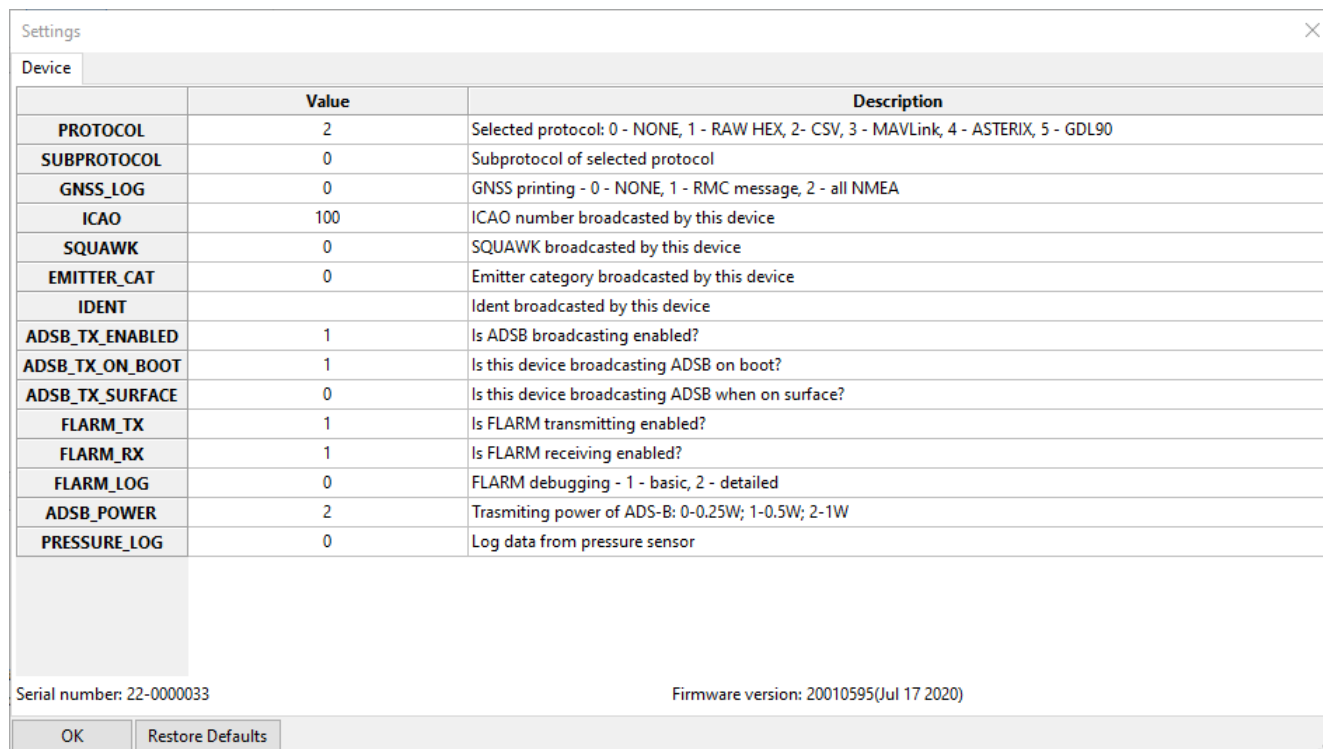 Settings
Device
Value Description
PROTOCOL 2 Selected protocol: 0 - NONE, 1 - RAW HEX, 2- CSV, 3 - MAVLink, 4 - ASTERIX, 5 - GDL90
SUBPROTOCOL 0 Subprotocol of selected protocol
GNSS_LOG 0 GNSS printing - 0 - NONE, 1 - RMC message, 2 - all NMEA
ICAO 100 ICAO number broadcasted by this device
SQUAWK 0 SQUAWK broadcasted by this device
EMITTER_CAT 0 Emitter category broadcasted by this device
IDENT Ident broadcasted by this device
ADSB_TX_ENABLED 1 Is ADSB broadcasting enabled?
ADSB_TX_ON_BOOT 1 Is this device broadcasting ADSB on boot?
ADSB_TX_SURFACE 0 Is this device broadcasting ADSB when on surface?
FLARM_TX 1 Is FLARM transmitting enabled?
FLARM_RX 1 Is FLARM receiving enabled?
FLARM_LOG 0 FLARM debugging - 1 - basic, 2 - detailed
ADSB_POWER 2 Trasmiting power of ADS-B: 0-0.25W; 1-0.5W; 2-1W
PRESSURE_LOG 0 Log data from pressure sensor
Serial number: 22-0000033 Firmware version: 20010595(Jul 17 2020)
OK Restore Defaults